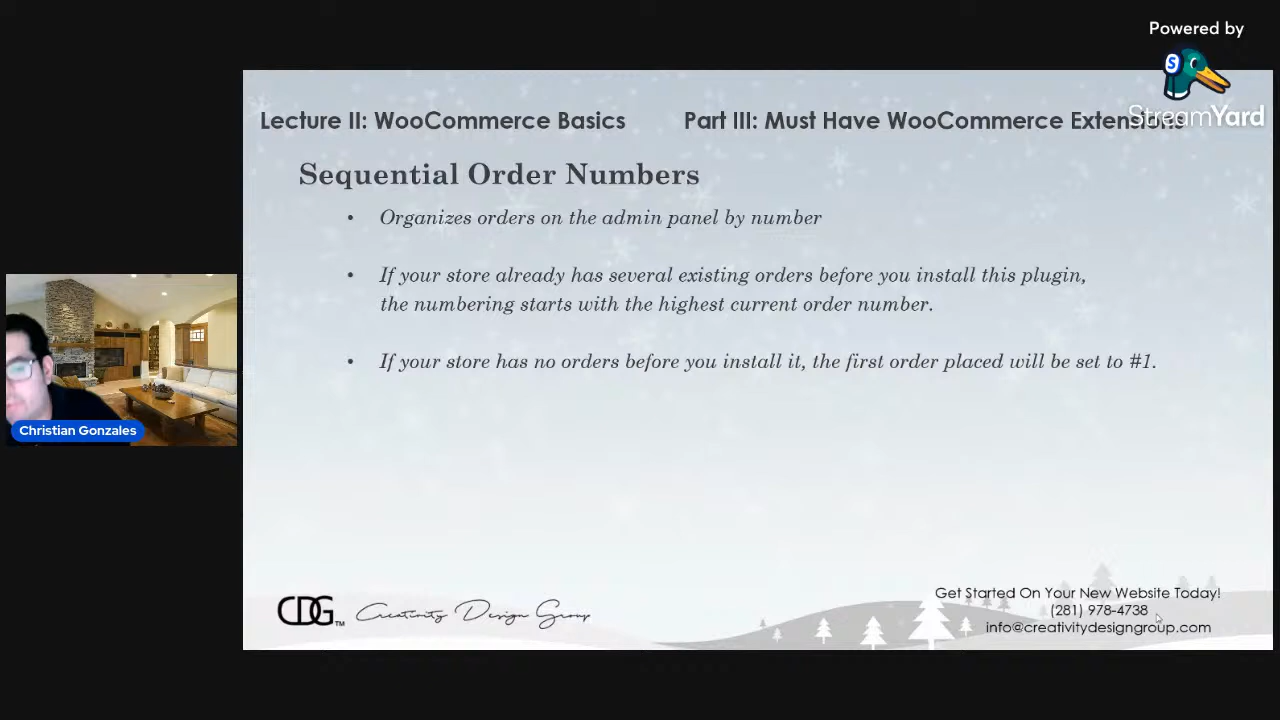 Powered by
StreamYard
Lecture II: WooCommerce Basics
Part III: Must Have WooCommerce Extensions
Sequential Order Numbers
• Organizes orders on the admin panel by number
• If your store already has several existing orders before you install this plugin,
the numbering starts with the highest current order number.
• If your store has no orders before you install it, the first order placed will be set to #1.
Christian Gonzales
CDG™ Creativity Design Group
Get Started On Your New Website Today!
(281) 978-4738
info@creativitydesigngroup.com